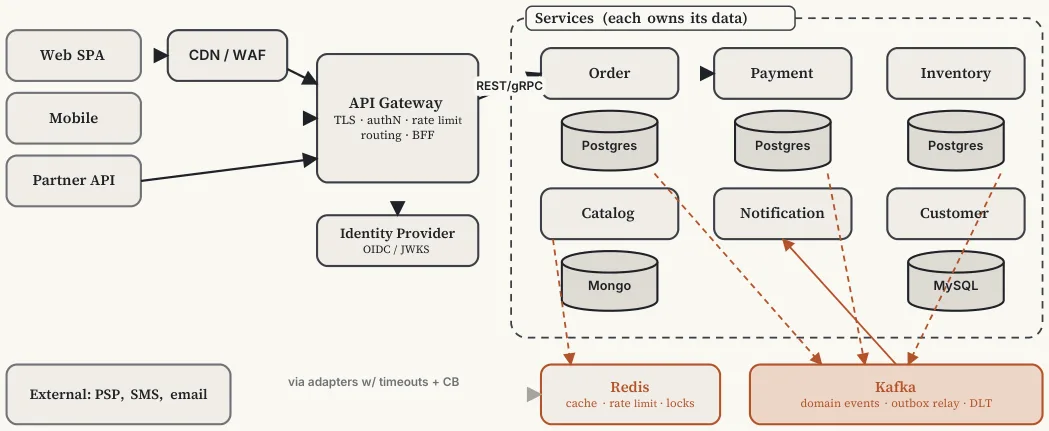 Services (each owns its data)
Web SPA
CDN / WAF
Mobile
Partner API
API Gateway
TLS · authN · rate limit
routing · BFF
REST/gRPC
Identity Provider
OIDC / JWKS
Order
Payment
Inventory
Postgres
Postgres
Postgres
Catalog
Notification
Customer
Mongo
MySQL
External: PSP, SMS, email
via adapters w/ timeouts + CB
Redis
cache · rate limit · locks
Kafka
domain events · outbox relay · DLT